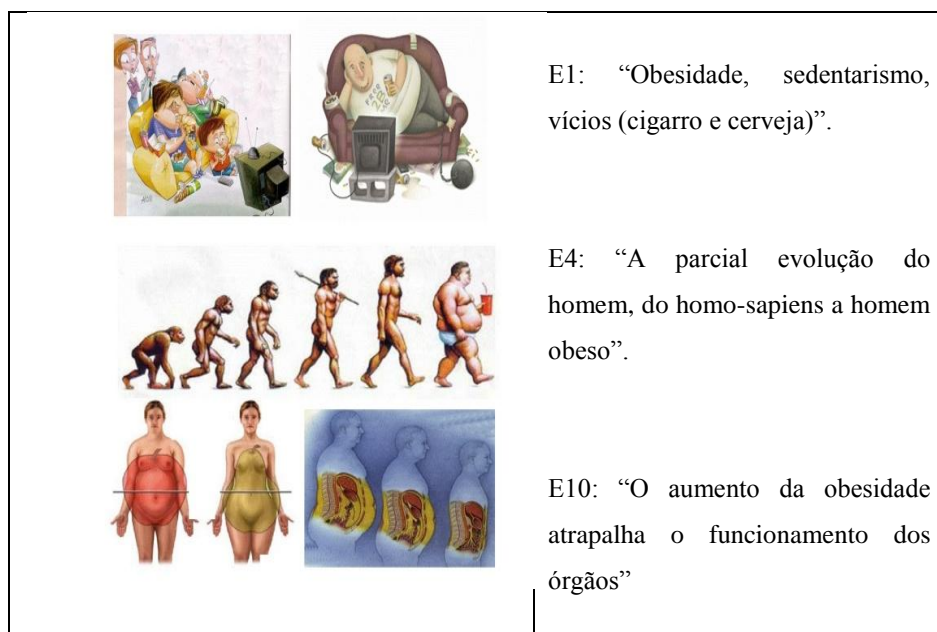 E1: “Obesidade, sedentarismo,
vícios (cigarro e cerveja)”.
E4: “A parcial evolução do
homem, do homo-sapiens a homem
obeso”.
E10: “O aumento da obesidade
atrapalha o funcionamento dos
órgãos”